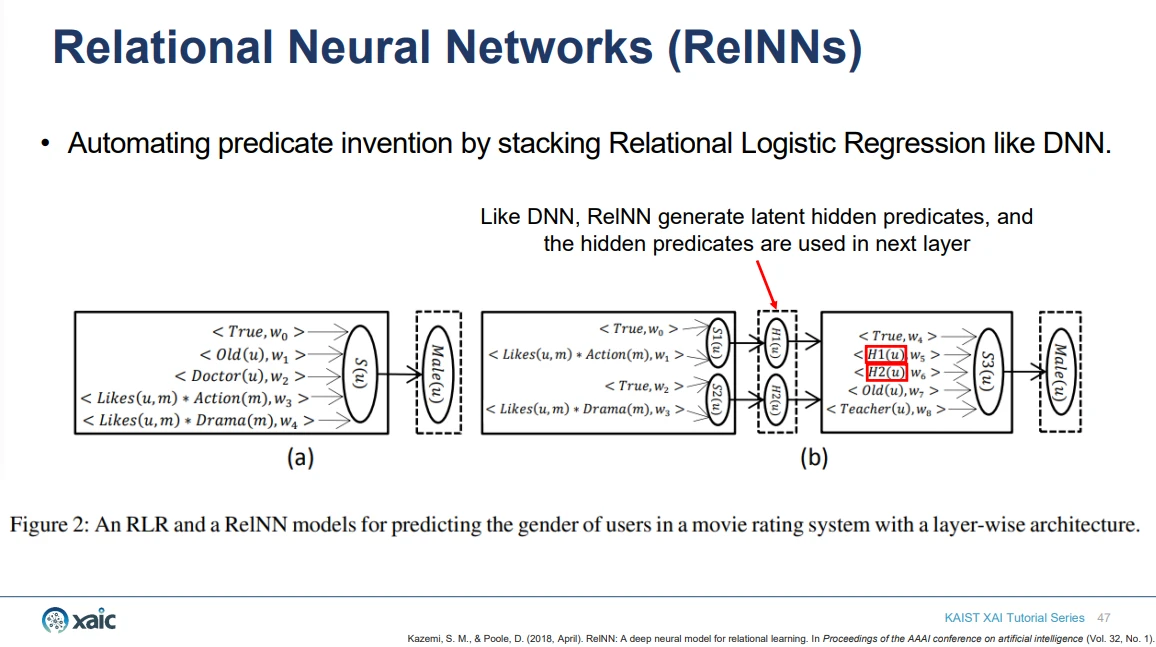 Relational Neural Networks (RelNNs)
• Automating predicate invention by stacking Relational Logistic Regression like DNN.
Like DNN, RelNN generate latent hidden predicates, and
the hidden predicates are used in next layer
< True, w₀ >
< Old(u), w₁ >
< Doctor(u), w₂ >
< Likes(u, m) * Action(m), w₃ >
< Likes(u, m) * Drama(m), w₄ >
S(u)
Male(u)
(a)
< True, w₀ >
< Likes(u, m) * Action(m), w₁ >
< True, w₂ >
< Likes(u, m) * Drama(m), w₃ >
S1(u)
S2(u)
H1(u)
H2(u)
< True, w₄ >
< H1(u), w₅ >
< H2(u), w₆ >
< Old(u), w₇ >
< Teacher(u), w₈ >
S3(u)
Male(u)
(b)
Figure 2: An RLR and a RelNN models for predicting the gender of users in a movie rating system with a layer-wise architecture.
xaic
KAIST XAI Tutorial Series 47
Kazemi, S. M., & Poole, D. (2018, April). RelNN: A deep neural model for relational learning. In Proceedings of the AAAI conference on artificial intelligence (Vol. 32, No. 1).